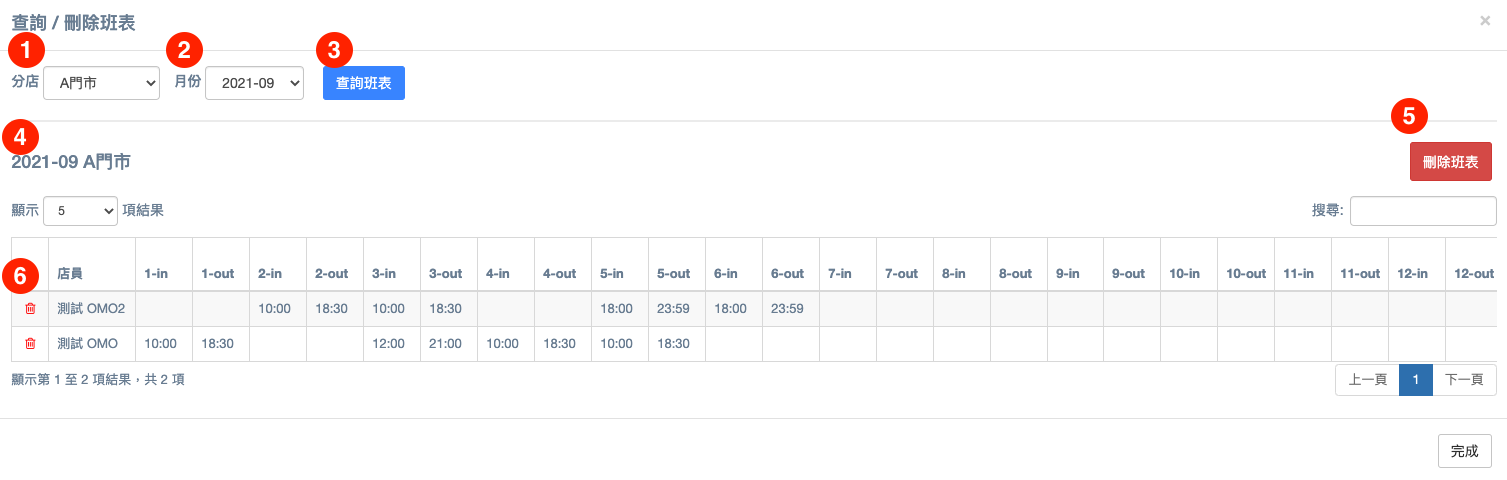 查詢 / 刪除班表 ×
1 2 3
分店 A門市 月份 2021-09 查詢班表
4 5
2021-09 A門市 刪除班表
顯示 5 項結果 搜尋:
6
店員 1-in 1-out 2-in 2-out 3-in 3-out 4-in 4-out 5-in 5-out 6-in 6-out 7-in 7-out 8-in 8-out 9-in 9-out 10-in 10-out 11-in 11-out 12-in 12-out
測試 OMO2 10:00 18:30 10:00 18:30 18:00 23:59 18:00 23:59
測試 OMO 10:00 18:30 12:00 21:00 10:00 18:30 10:00 18:30
顯示第 1 至 2 項結果，共 2 項 上一頁 1 下一頁
完成